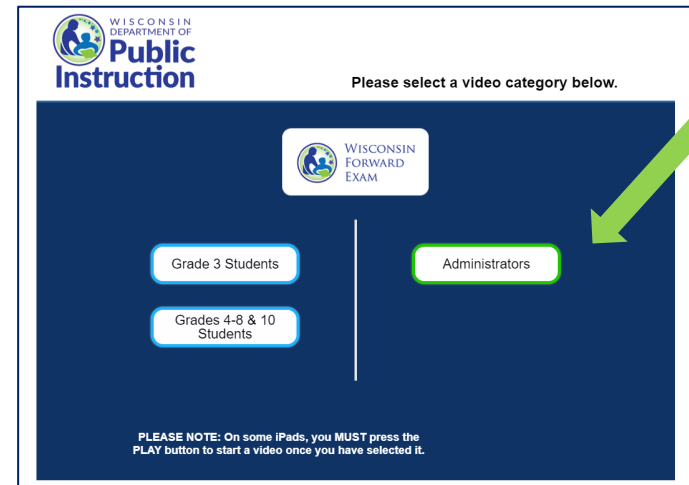 WISCONSIN
DEPARTMENT OF
Public
Instruction
Please select a video category below.
WISCONSIN
FORWARD
EXAM
Grade 3 Students
Administrators
Grades 4-8 & 10
Students
PLEASE NOTE: On some iPads, you MUST press the
PLAY button to start a video once you have selected it.